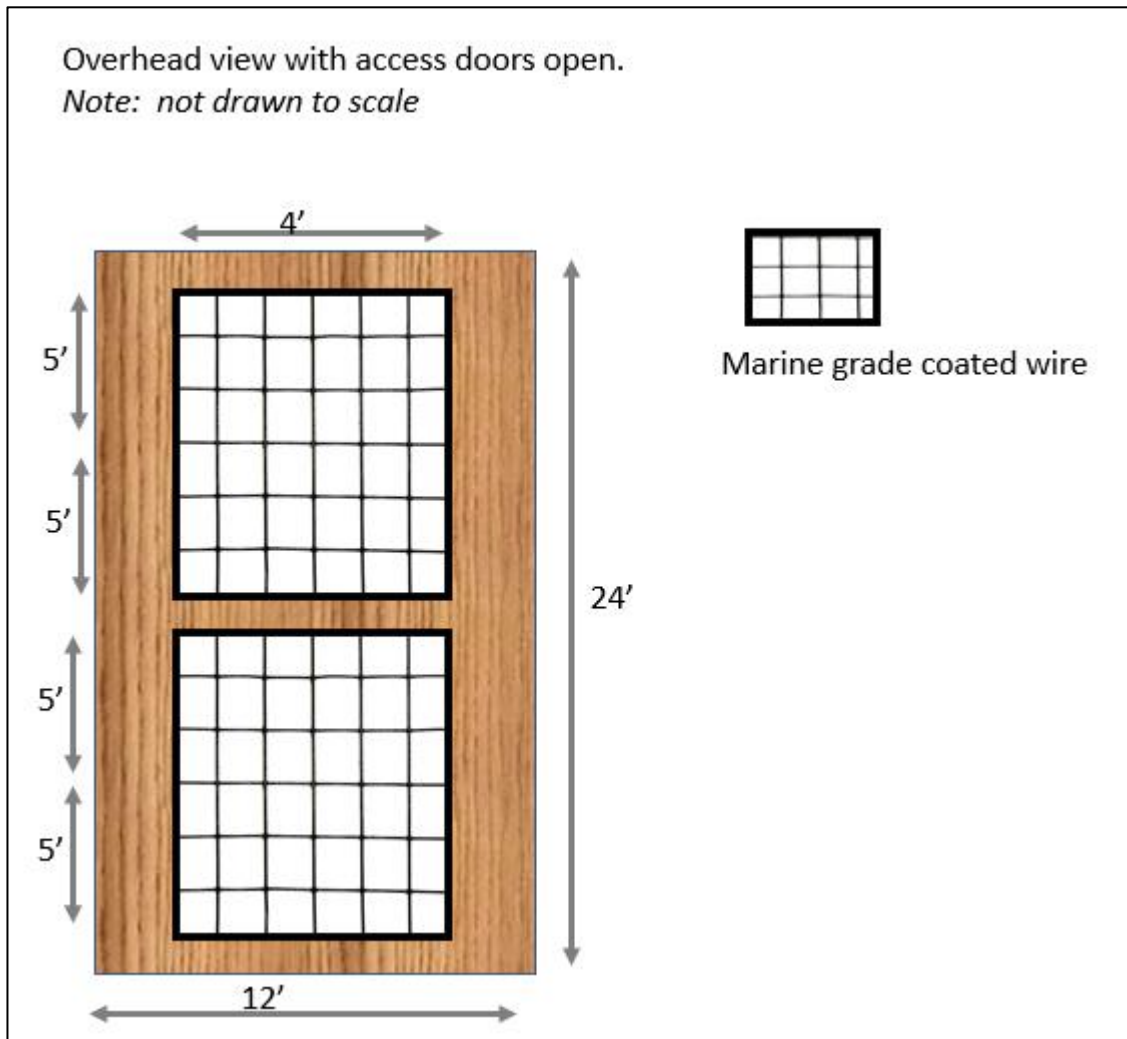 Overhead view with access doors open.
Note: not drawn to scale
4’
5’
Marine grade coated wire
5’
24’
5’
5’
12’